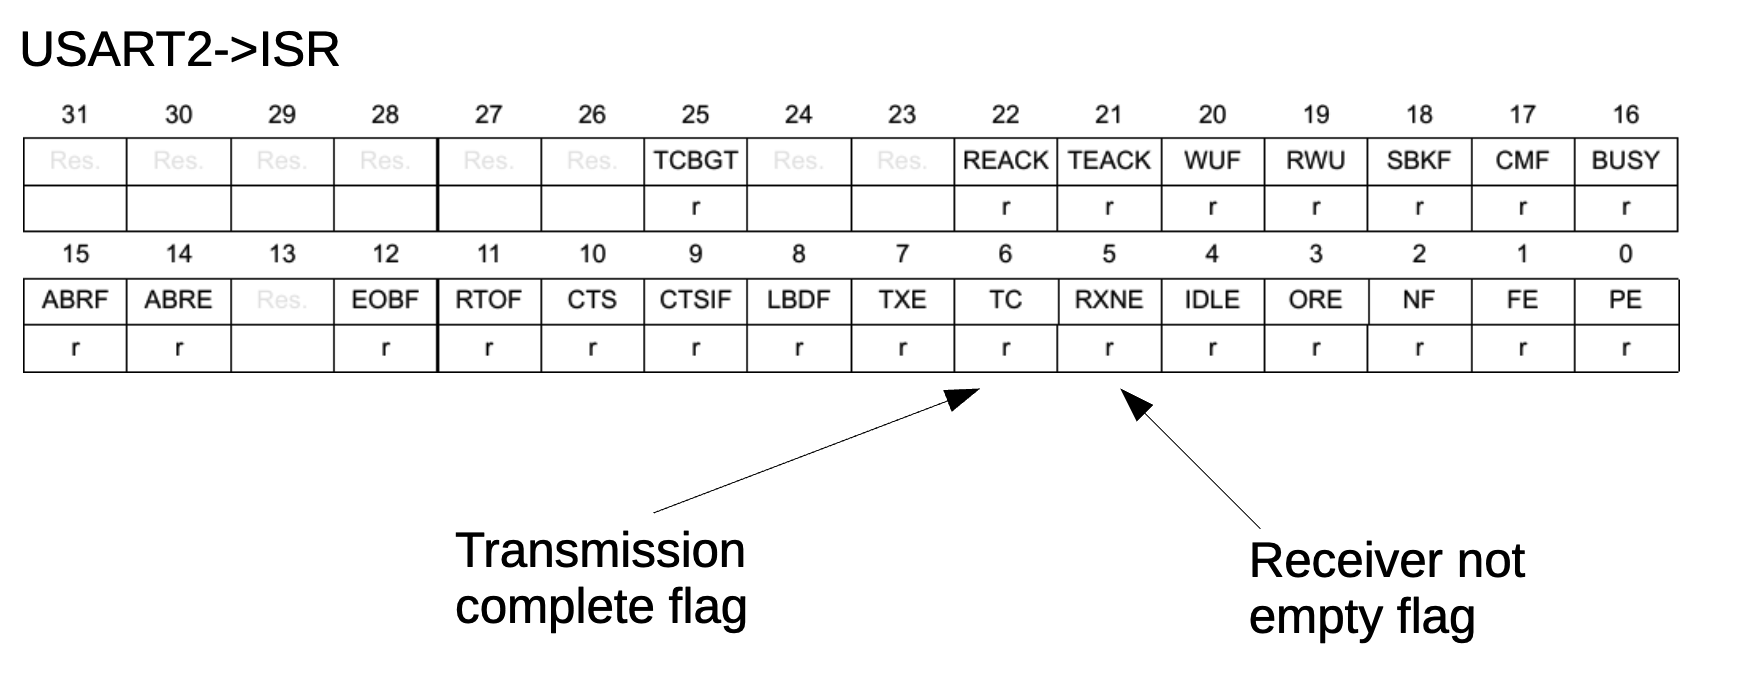 USART2->ISR
31 30 29 28 27 26 25 24 23 22 21 20 19 18 17 16
Res. Res. Res. Res. Res. Res. TCBGT Res. Res. REACK TEACK WUF RWU SBKF CMF BUSY
r r r r r r r r
15 14 13 12 11 10 9 8 7 6 5 4 3 2 1 0
ABRF ABRE Res. EOBF RTOF CTS CTSIF LBDF TXE TC RXNE IDLE ORE NF FE PE
r r r r r r r r r r r r r r r
Transmission
complete flag
Receiver not
empty flag